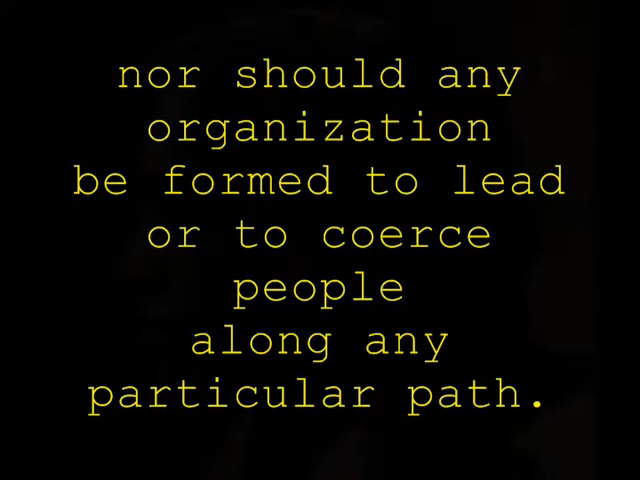 nor should any
organization
be formed to lead
or to coerce
people
along any
particular path.